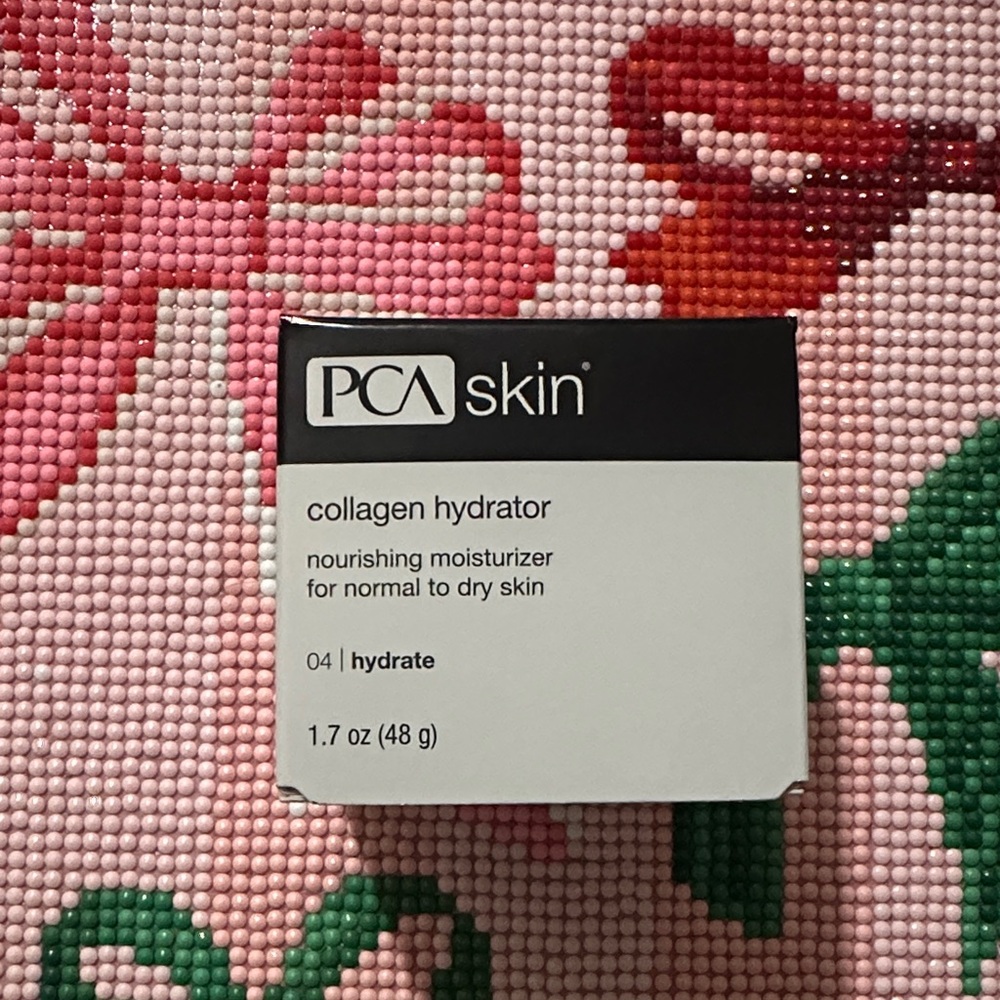 PCA skin®
collagen hydrator
nourishing moisturizer
for normal to dry skin
04 | hydrate
1.7 oz (48 g)